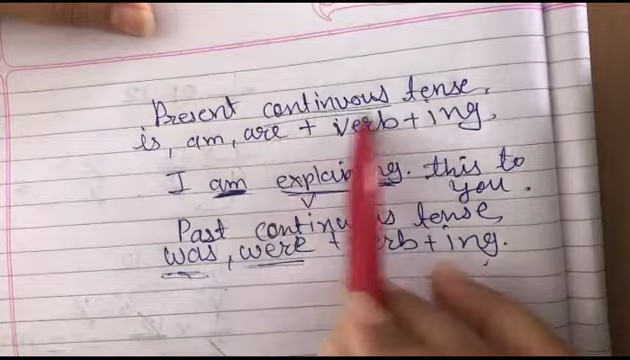 Present continuous tense.
is, am, are + verb + ing.
I am explaining. this to
you.
V
Past continuous tense
was, were + verb + ing.